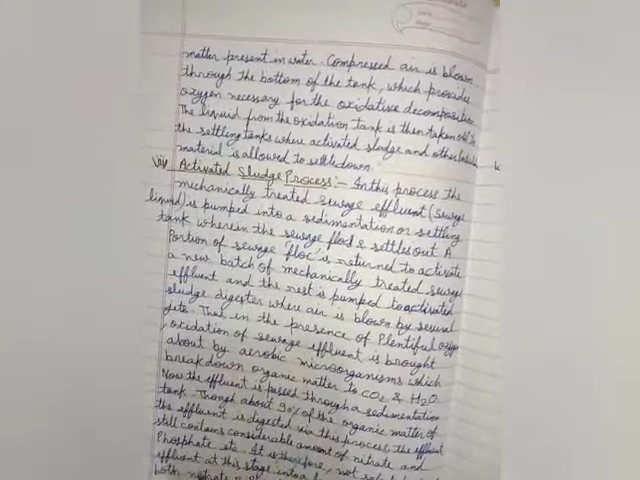 matter present in water. Compressed air is blown
through the bottom of the tank, which provides
oxygen necessary for the oxidative decomposition
The liquid from the oxidation tank is then taken
the settling tanks where activated sludge and other
material is allowed to settledown.
Activated Sludge Process:- In this process the
mechanically treated sewage effluent (sewage
liquid) is pumped into a sedimentation or settling
tank wherein the sewage flocs settles out. A
Portion of sewage 'floc' is returned to activate
a new batch of mechanically treated sewage
effluent and the rest is pumped to activated
sludge digester where air is blown by several
jets. Thus in the presence of Plentiful oxygen
oxidation of sewage effluent is brought
about by aerobic microorganisms which
breakdown organic matter to CO2 & H2O
Now the effluent is passed through a sedimentation
tank. Though about 90% of the organic matter of
the effluent is digested via this process, the effluent
still contains considerable amount of nitrate and
Phosphate etc. It is therefore, not safe
effluent at this stage into a
both nitrate